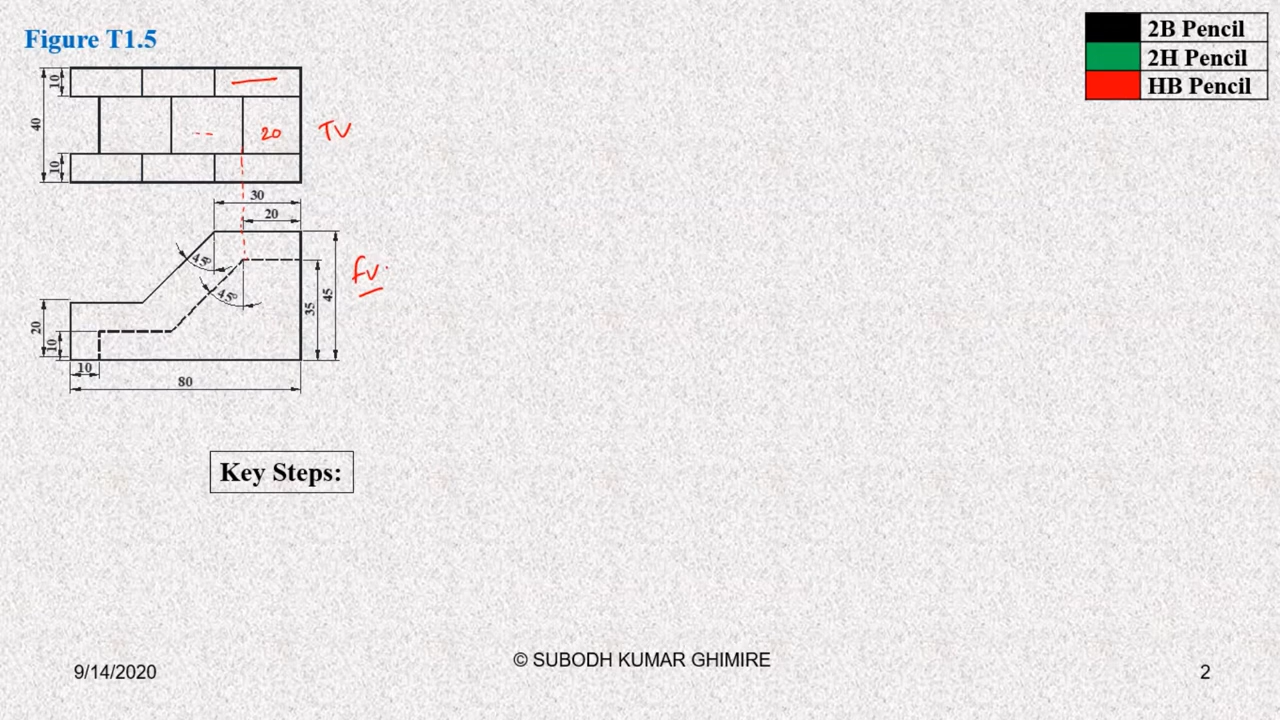 Figure T1.5
2B Pencil
2H Pencil
HB Pencil
10
40
20
TV
10
30
20
45°
fv.
45°
35
45
20
10
10
80
Key Steps:
9/14/2020
© SUBODH KUMAR GHIMIRE
2